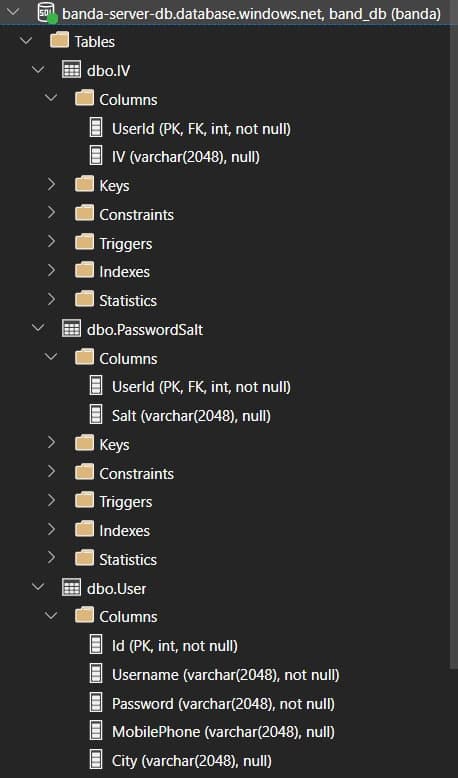 banda-server-db.database.windows.net, band_db (banda)
Tables
dbo.IV
Columns
UserId (PK, FK, int, not null)
IV (varchar(2048), null)
Keys
Constraints
Triggers
Indexes
Statistics
dbo.PasswordSalt
Columns
UserId (PK, FK, int, not null)
Salt (varchar(2048), null)
Keys
Constraints
Triggers
Indexes
Statistics
dbo.User
Columns
Id (PK, int, not null)
Username (varchar(2048), not null)
Password (varchar(2048), not null)
MobilePhone (varchar(2048), null)
City (varchar(2048), null)